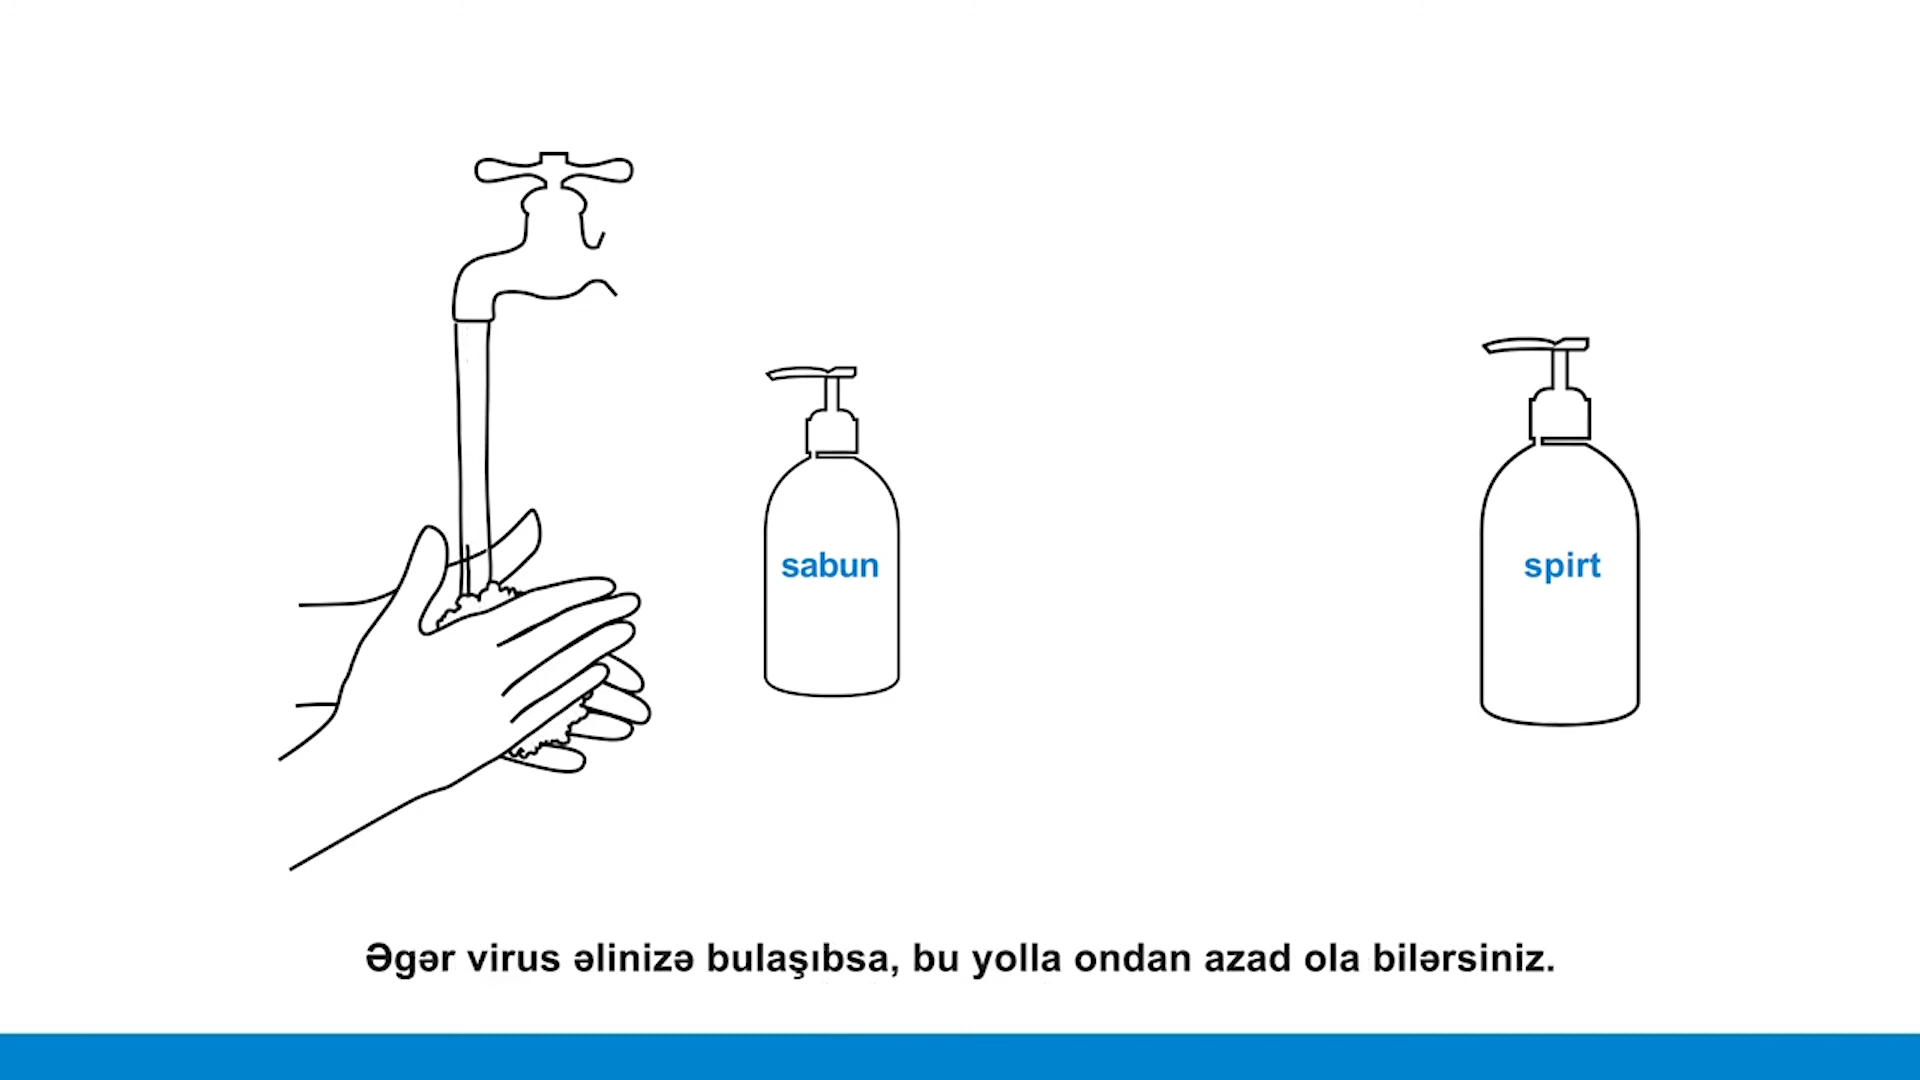 sabun
spirt
Əgər virus əlinizə bulaşıbsa, bu yolla ondan azad ola bilərsiniz.